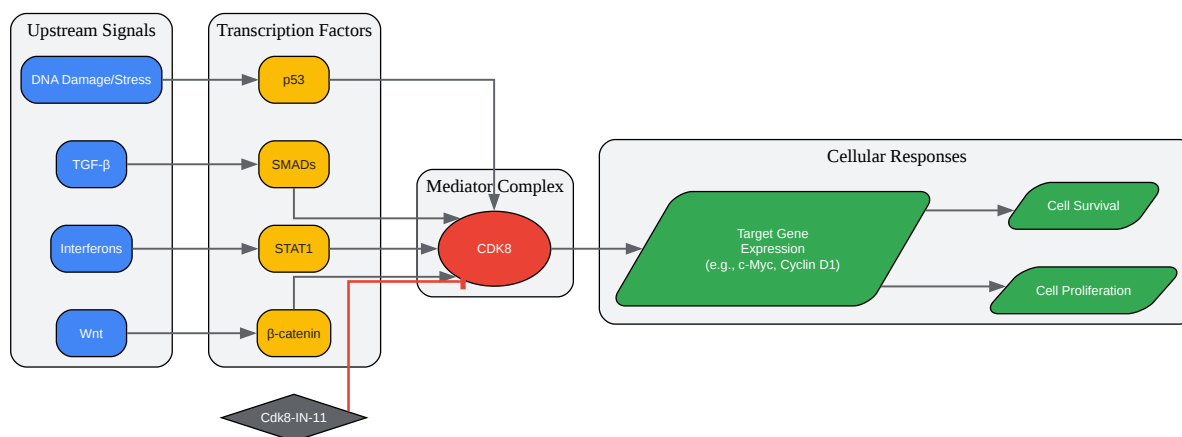 Upstream Signals
DNA Damage/Stress
TGF-β
Interferons
Wnt
Transcription Factors
p53
SMADs
STAT1
β-catenin
Cdk8-IN-11
Mediator Complex
CDK8
Cellular Responses
Target Gene
Expression
(e.g., c-Myc, Cyclin D1)
Cell Survival
Cell Proliferation